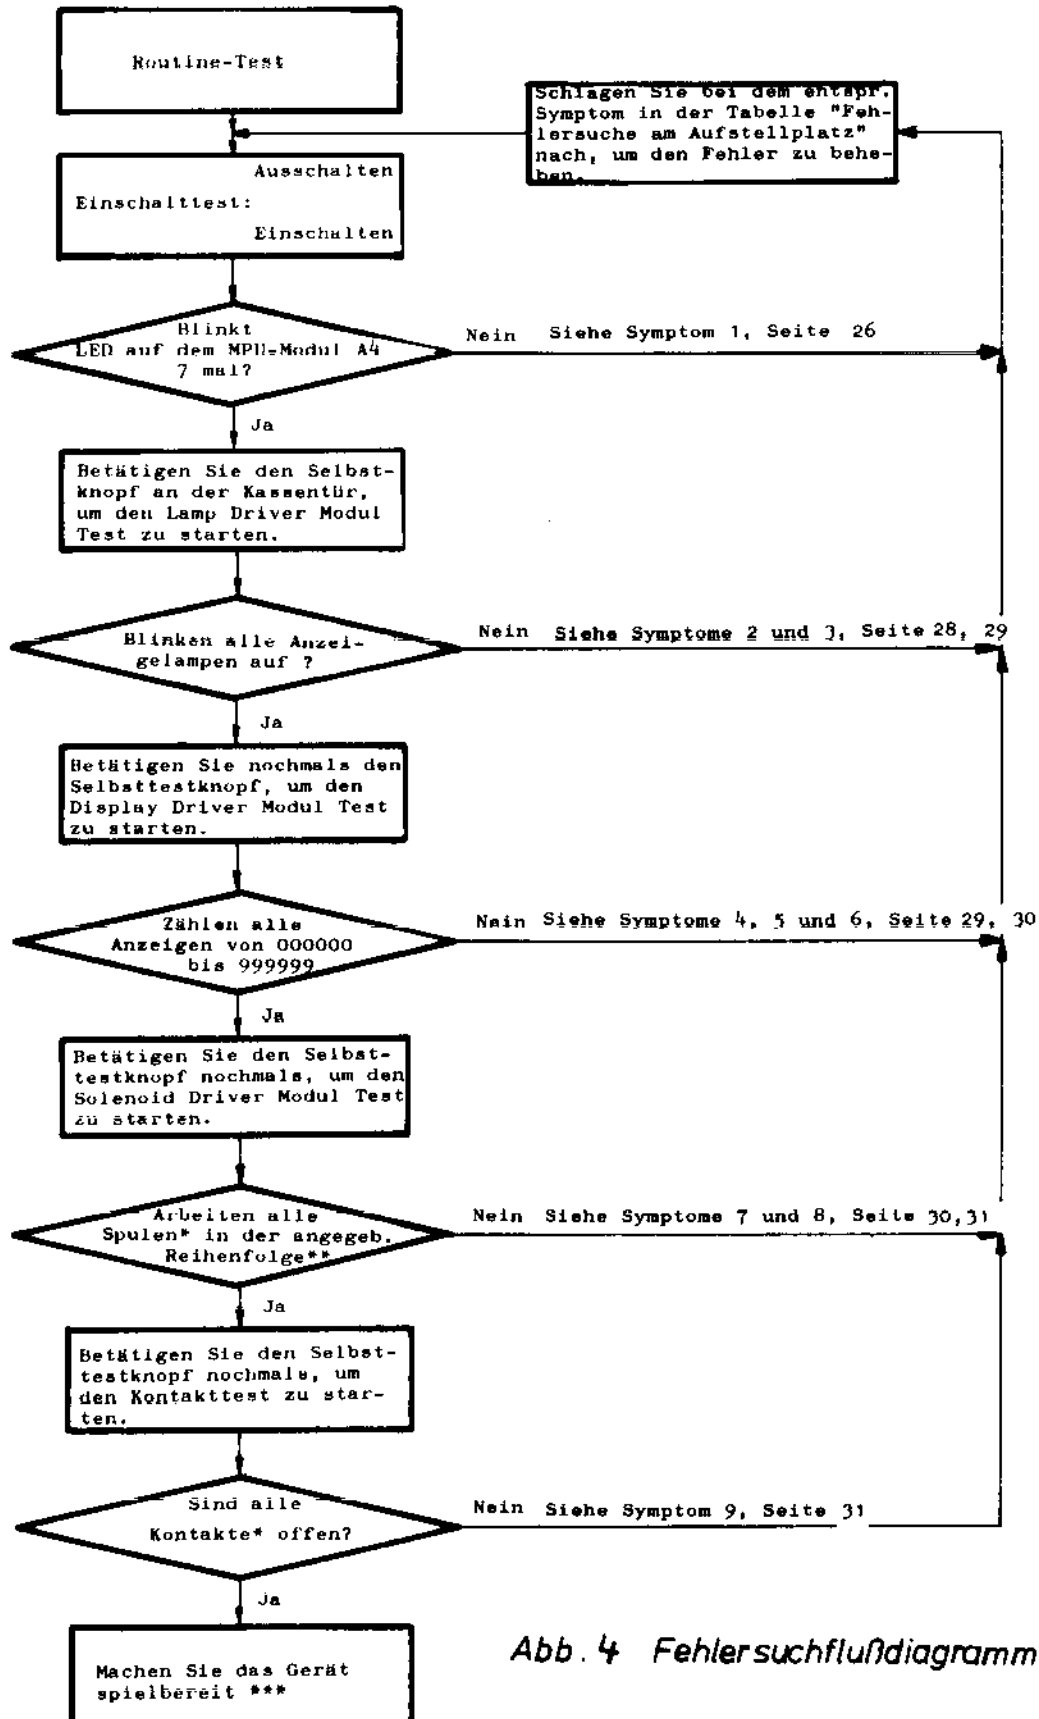 Routine-Test
Schlagen Sie bei dem entspr.
Symptom in der Tabelle "Feh-
lersuche am Aufstellplatz"
nach, um den Fehler zu behe-
ben.
Ausschalten
Einschalttest:
Einschalten
Blinkt
LED auf dem MPU-Modul A4
7 mal?
Nein Siehe Symptom 1, Seite 26
Ja
Betätigen Sie den Selbst-
knopf an der Kassentür,
um den Lamp Driver Modul
Test zu starten.
Blinken alle Anzei-
gelampen auf ?
Nein Siehe Symptome 2 und 3, Seite 28, 29
Ja
Betätigen Sie nochmals den
Selbsttestknopf, um den
Display Driver Modul Test
zu starten.
Zählen alle
Anzeigen von 000000
bis 999999
Nein Siehe Symptome 4, 5 und 6, Seite 29, 30
Ja
Betätigen Sie den Selbst-
testknopf nochmals, um den
Solenoid Driver Modul Test
zu starten.
Arbeiten alle
Spulen* in der angegeb.
Reihenfolge**
Nein Siehe Symptome 7 und 8, Seite 30,31
Ja
Betätigen Sie den Selbst-
testknopf nochmals, um
den Kontakttest zu star-
ten.
Sind alle
Kontakte* offen?
Nein Siehe Symptom 9, Seite 31
Ja
Machen Sie das Gerät
spielbereit ***
Abb. 4 Fehlersuchflußdiagramm